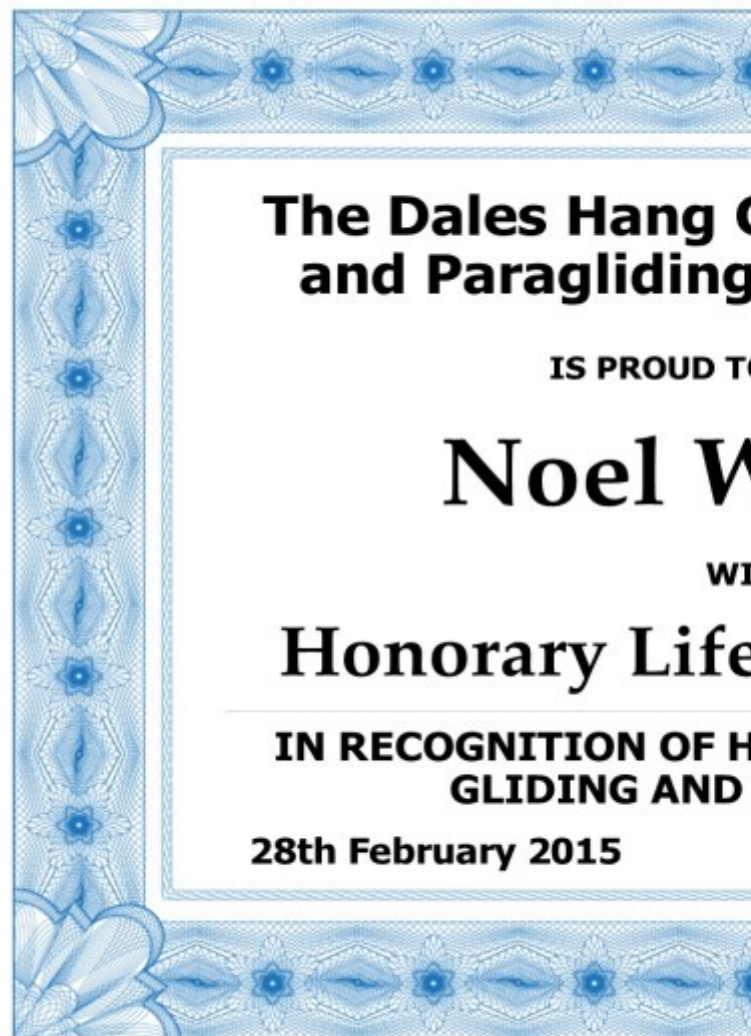 The Dales Hang
and Paragliding
IS PROUD
Noel
Honorary Life
IN RECOGNITION OF
GLIDING AND
28th February 2015